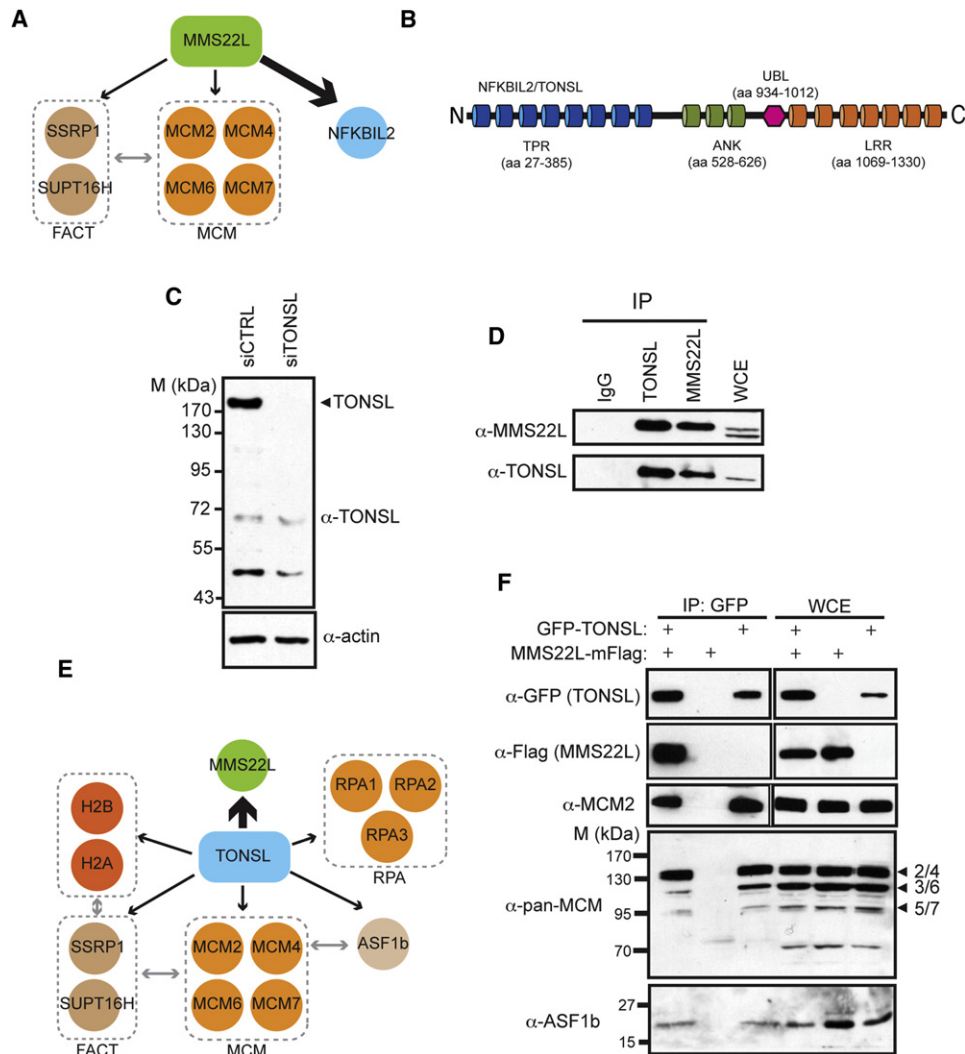 A
MMS22L
SSRP1
SUPT16H
FACT
MCM2
MCM4
MCM6
MCM7
MCM
NFKBIL2
B
NFKBIL2/TONSL
UBL
(aa 934-1012)
N
C
TPR
(aa 27-385)
ANK
(aa 528-626)
LRR
(aa 1069-1330)
C
siCTRL
siTONSL
M (kDa)
170
130
95
72
55
43
TONSL
α-TONSL
α-actin
D
IP
IgG
TONSL
MMS22L
WCE
α-MMS22L
α-TONSL
E
MMS22L
H2B
H2A
TONSL
RPA1
RPA2
RPA3
RPA
SSRP1
SUPT16H
FACT
MCM2
MCM4
MCM6
MCM7
MCM
ASF1b
F
IP: GFP
WCE
GFP-TONSL: + + + +
MMS22L-mFlag: + + + +
α-GFP (TONSL)
α-Flag (MMS22L)
α-MCM2
M (kDa)
170
130
95
70
α-pan-MCM
2/4
3/6
5/7
27
15
α-ASF1b